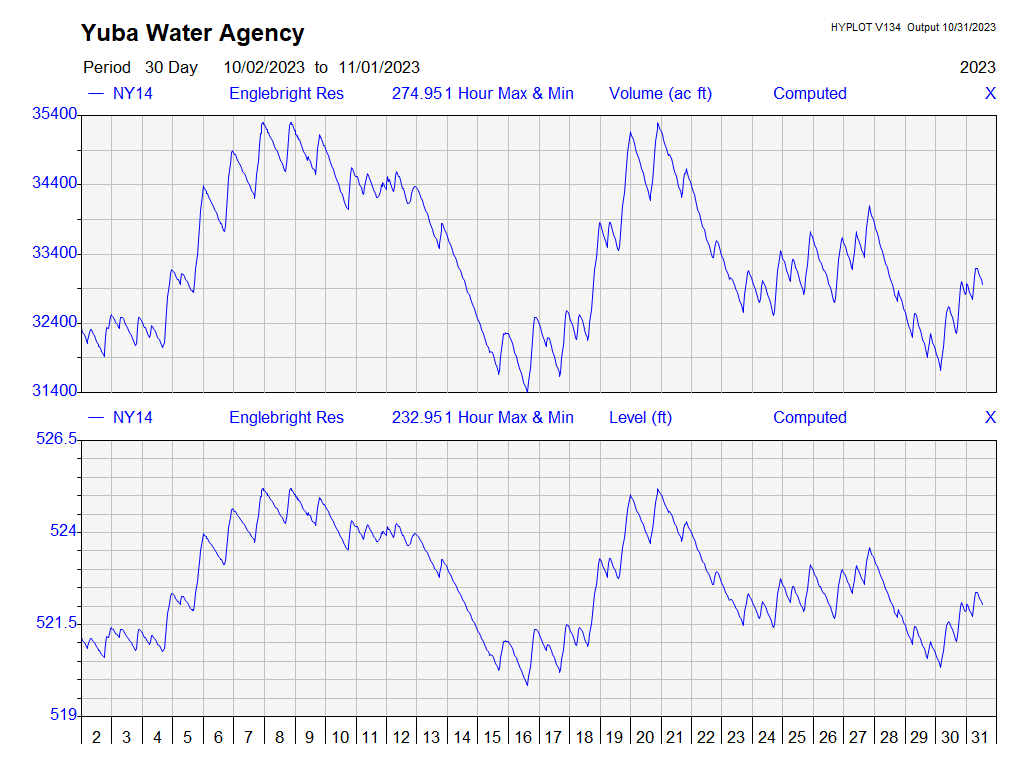 Yuba Water Agency
HYPLOT V134 Output 10/31/2023
Period 30 Day 10/02/2023 to 11/01/2023 2023
NY14 Englebright Res 274.951 Hour Max & Min Volume (ac ft) Computed X
35400
34400
33400
32400
31400
NY14 Englebright Res 232.951 Hour Max & Min Level (ft) Computed X
526.5
524
521.5
519
2 3 4 5 6 7 8 9 10 11 12 13 14 15 16 17 18 19 20 21 22 23 24 25 26 27 28 29 30 31